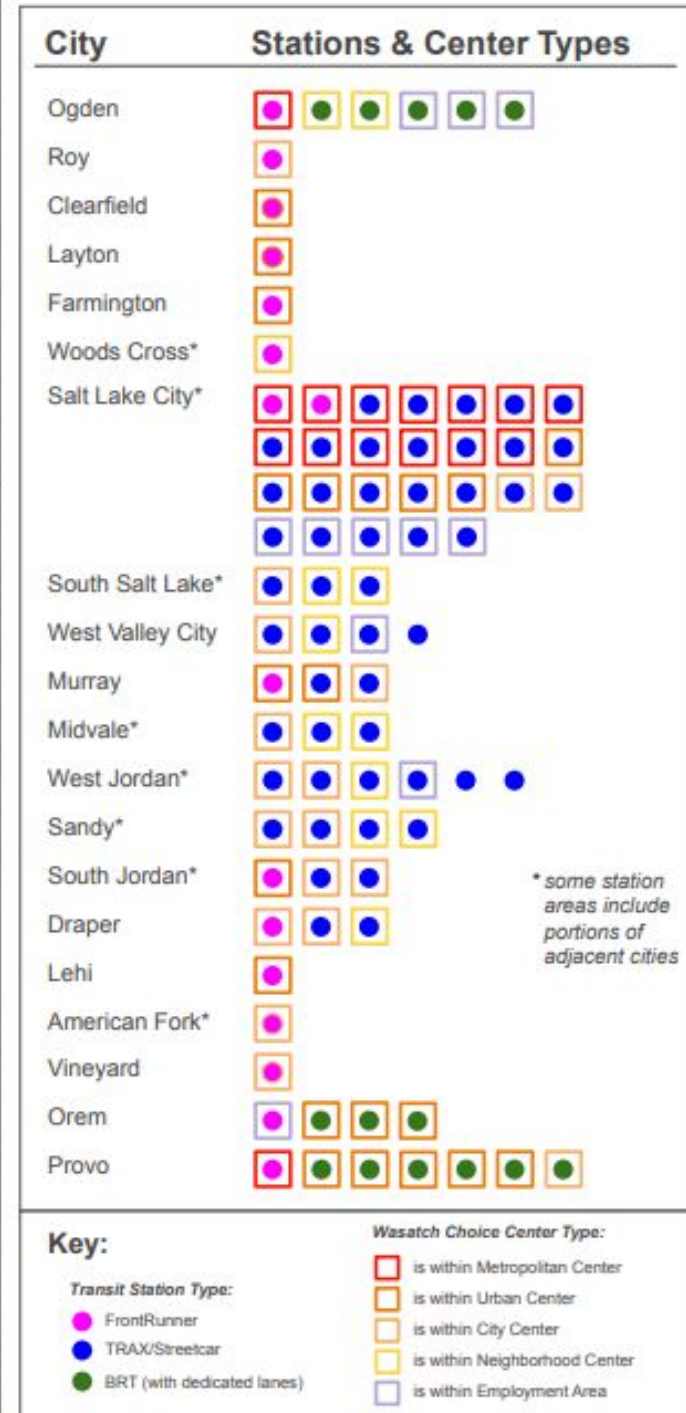 City Stations & Center Types
Ogden
Roy
Clearfield
Layton
Farmington
Woods Cross*
Salt Lake City*
South Salt Lake*
West Valley City
Murray
Midvale*
West Jordan*
Sandy*
South Jordan*
Draper
Lehi
American Fork*
Vineyard
Orem
Provo
* some station
areas include
portions of
adjacent cities
Key:
Transit Station Type:
FrontRunner
TRAX/Streetcar
BRT (with dedicated lanes)
Wasatch Choice Center Type:
is within Metropolitan Center
is within Urban Center
is within City Center
is within Neighborhood Center
is within Employment Area